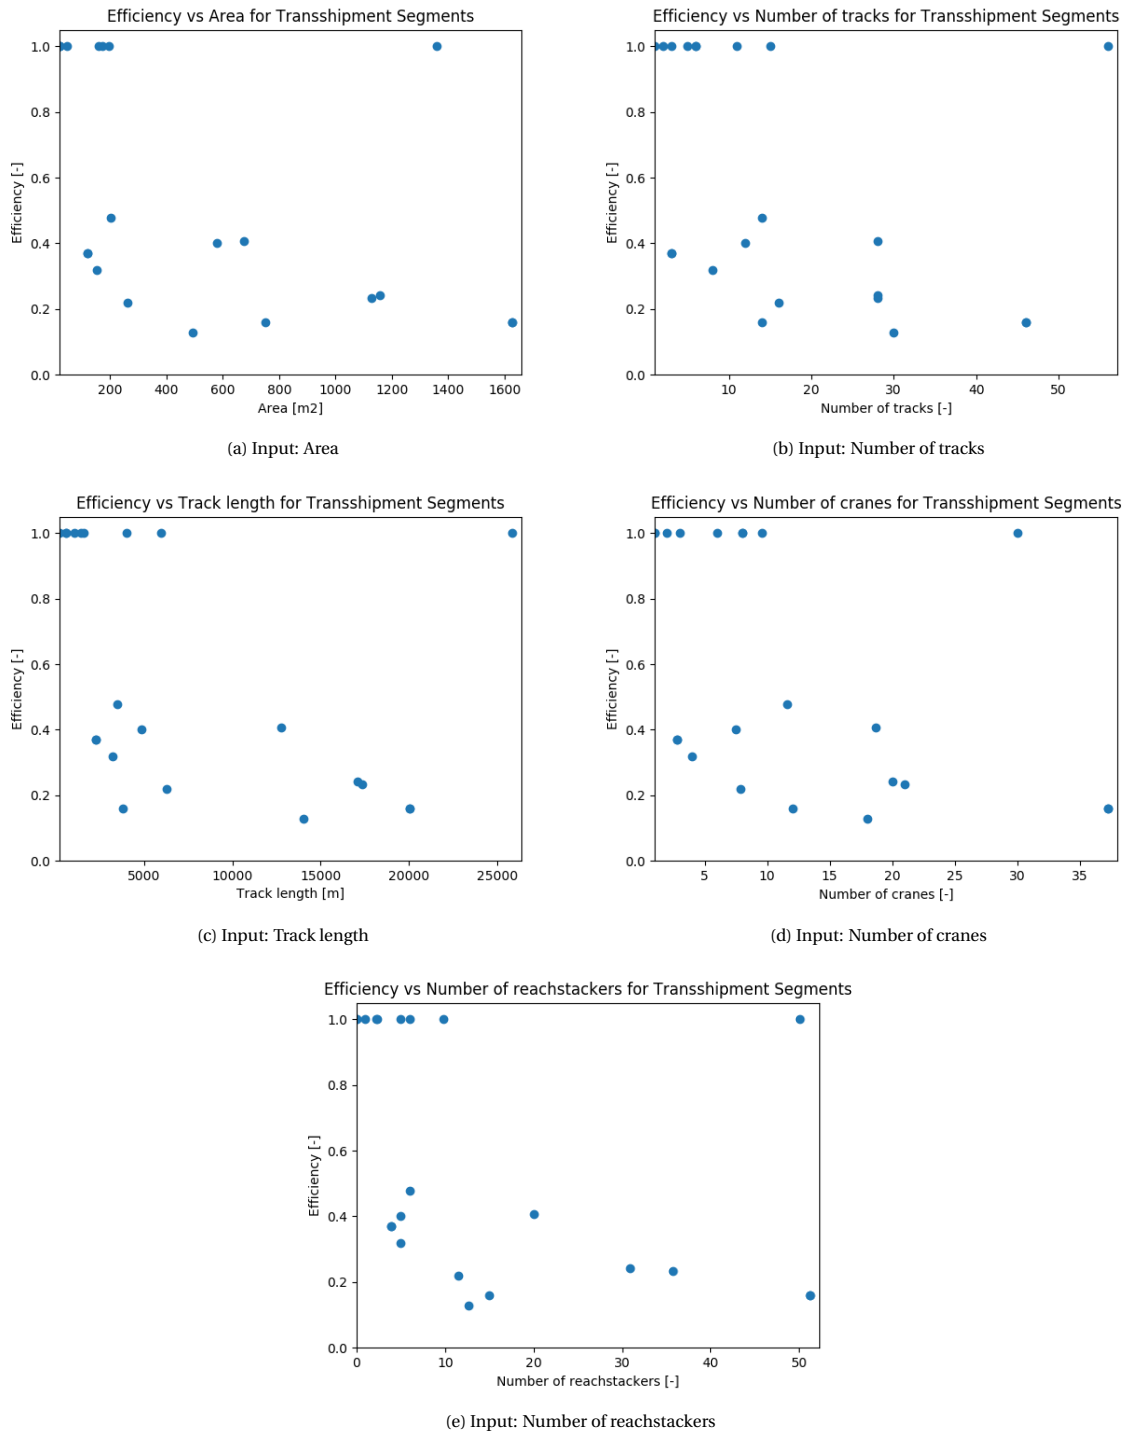 Efficiency vs Area for Transshipment Segments
1.0
0.8
0.6
0.4
0.2
0.0
Efficiency [-]
200 400 600 800 1000 1200 1400 1600
Area [m2]
(a) Input: Area
Efficiency vs Number of tracks for Transshipment Segments
1.0
0.8
0.6
0.4
0.2
0.0
Efficiency [-]
10 20 30 40 50
Number of tracks [-]
(b) Input: Number of tracks
Efficiency vs Track length for Transshipment Segments
1.0
0.8
0.6
0.4
0.2
0.0
Efficiency [-]
5000 10000 15000 20000 25000
Track length [m]
(c) Input: Track length
Efficiency vs Number of cranes for Transshipment Segments
1.0
0.8
0.6
0.4
0.2
0.0
Efficiency [-]
5 10 15 20 25 30 35
Number of cranes [-]
(d) Input: Number of cranes
Efficiency vs Number of reachstackers for Transshipment Segments
1.0
0.8
0.6
0.4
0.2
0.0
Efficiency [-]
0 10 20 30 40 50
Number of reachstackers [-]
(e) Input: Number of reachstackers